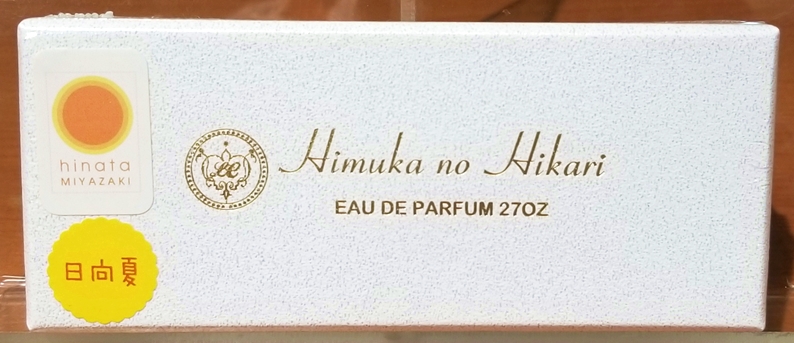 hinata
MIYAZAKI
Himuka no Hikari
EAU DE PARFUM 27OZ
日向夏